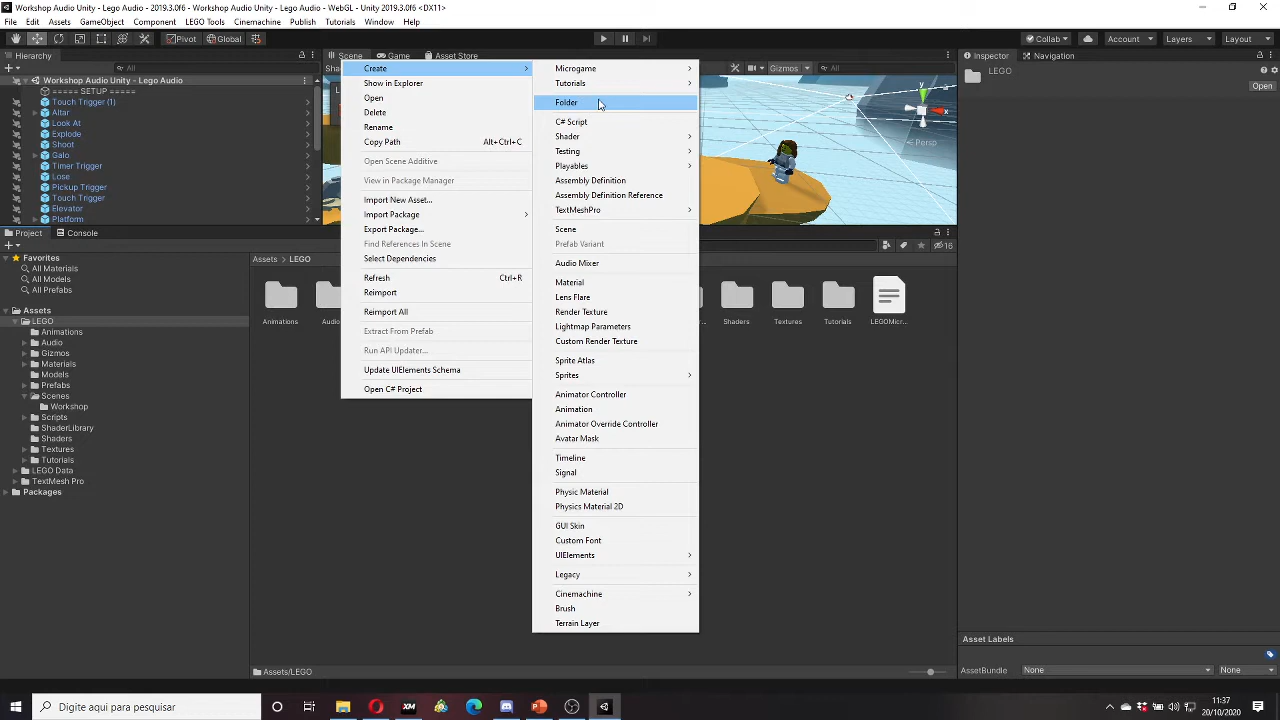 Workshop Audio Unity - Lego Audio - Workshop Audio Unity - WebGL - Unity 2019.3.0f6 - Unity 2019.3.0f6 <DX11>
File Edit Assets GameObject Component LEGO Tools Cinemachine Publish Tutorials Window Help
Pivot Global Collab Account Layers Layout
Hierarchy Scene Game Asset Store Inspector Navigation
All
Gizmos All
LEGO
Open
Persp
Workshop Audio Unity - Lego Audio
===== SETUP =====
Touch Trigger (1)
Altar
Look At
Explode
Shoot
Galo
Timer Trigger
Lose
Pickup Trigger
Touch Trigger
Elevator
Platform
Project Console
16
Favorites
All Materials
All Models
All Prefabs
Assets
LEGO
Animations
Audio
Gizmos
Materials
Models
Prefabs
Scenes
Workshop
Scripts
ShaderLibrary
Shaders
Textures
Tutorials
LEGO Data
TextMesh Pro
Packages
Assets > LEGO
Animations
Shaders Textures Tutorials LEGOMicr...
Create
Show in Explorer
Open
Delete
Rename
Copy Path Alt+Ctrl+C
Open Scene Additive
View in Package Manager
Import New Asset...
Import Package
Export Package...
Find References In Scene
Select Dependencies
Refresh Ctrl+R
Reimport
Reimport All
Extract From Prefab
Run API Updater...
Update UIElements Schema
Open C# Project
Microgame
Tutorials
Folder
C# Script
Shader
Testing
Playables
Assembly Definition
Assembly Definition Reference
TextMeshPro
Scene
Prefab Variant
Audio Mixer
Material
Lens Flare
Render Texture
Lightmap Parameters
Custom Render Texture
Sprite Atlas
Sprites
Animator Controller
Animation
Animator Override Controller
Avatar Mask
Timeline
Signal
Physic Material
Physics Material 2D
GUI Skin
Custom Font
UIElements
Legacy
Cinemachine
Brush
Terrain Layer
Assets/LEGO
Asset Labels
AssetBundle None None
Digite aqui para pesquisar
11:37
20/10/2020